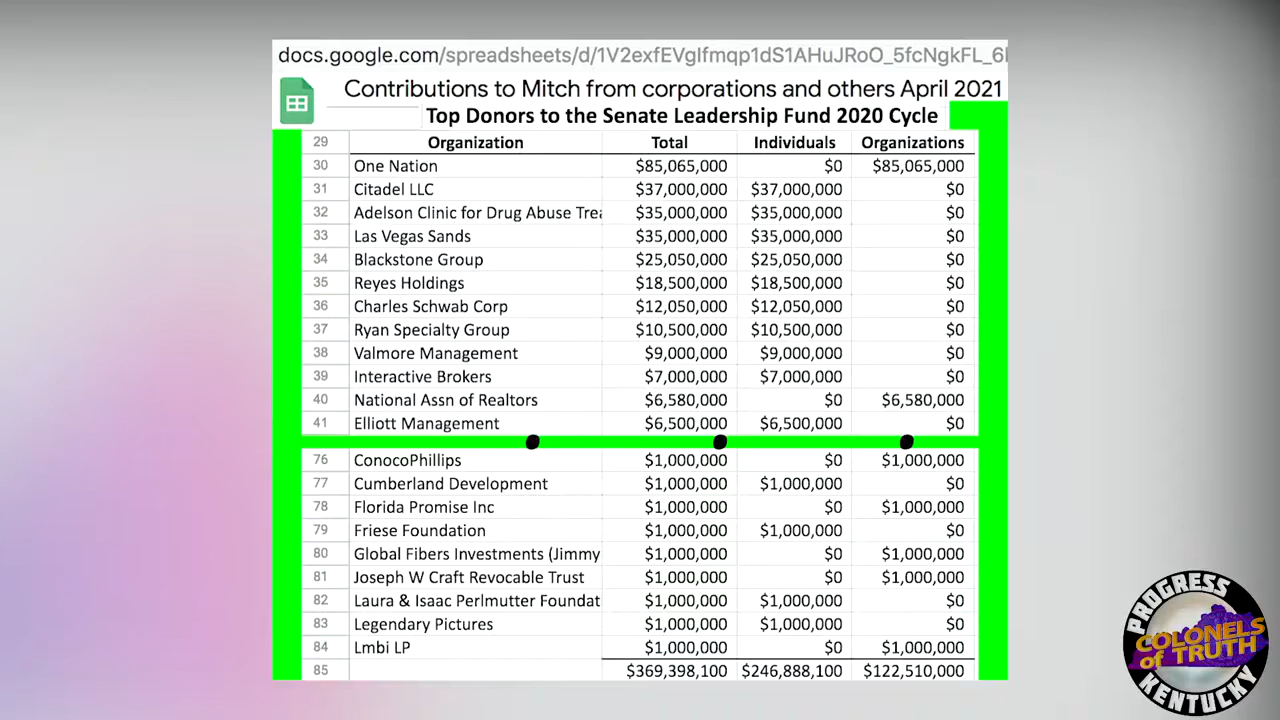 docs.google.com/spreadsheets/d/1V2exfEVgIfmqp1dS1AHuJRoO_5fcNgkFL_6
Contributions to Mitch from corporations and others April 2021
Top Donors to the Senate Leadership Fund 2020 Cycle
29 Organization Total Individuals Organizations
30 One Nation $85,065,000 $0 $85,065,000
31 Citadel LLC $37,000,000 $37,000,000 $0
32 Adelson Clinic for Drug Abuse Trea $35,000,000 $35,000,000 $0
33 Las Vegas Sands $35,000,000 $35,000,000 $0
34 Blackstone Group $25,050,000 $25,050,000 $0
35 Reyes Holdings $18,500,000 $18,500,000 $0
36 Charles Schwab Corp $12,050,000 $12,050,000 $0
37 Ryan Specialty Group $10,500,000 $10,500,000 $0
38 Valmore Management $9,000,000 $9,000,000 $0
39 Interactive Brokers $7,000,000 $7,000,000 $0
40 National Assn of Realtors $6,580,000 $0 $6,580,000
41 Elliott Management $6,500,000 $6,500,000 $0
76 ConocoPhillips $1,000,000 $0 $1,000,000
77 Cumberland Development $1,000,000 $1,000,000 $0
78 Florida Promise Inc $1,000,000 $0 $1,000,000
79 Friese Foundation $1,000,000 $1,000,000 $0
80 Global Fibers Investments (Jimmy $1,000,000 $0 $1,000,000
81 Joseph W Craft Revocable Trust $1,000,000 $0 $1,000,000
82 Laura & Isaac Perlmutter Foundat $1,000,000 $1,000,000 $0
83 Legendary Pictures $1,000,000 $1,000,000 $0
84 Lmbi LP $1,000,000 $0 $1,000,000
85 $369,398,100 $246,888,100 $122,510,000
PROGRESS
COLONELS
of TRUTH
KENTUCKY